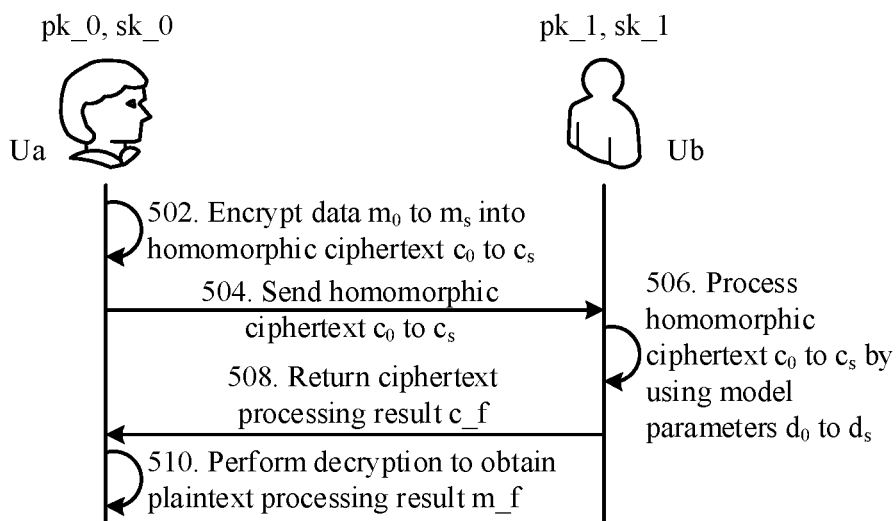 pk_0, sk_0
pk_1, sk_1
Ua
Ub
502. Encrypt data m₀ to mₛ into
homomorphic ciphertext c₀ to cₛ
504. Send homomorphic
ciphertext c₀ to cₛ
506. Process
homomorphic
ciphertext c₀ to cₛ by
using model
parameters d₀ to dₛ
508. Return ciphertext
processing result c_f
510. Perform decryption to obtain
plaintext processing result m_f